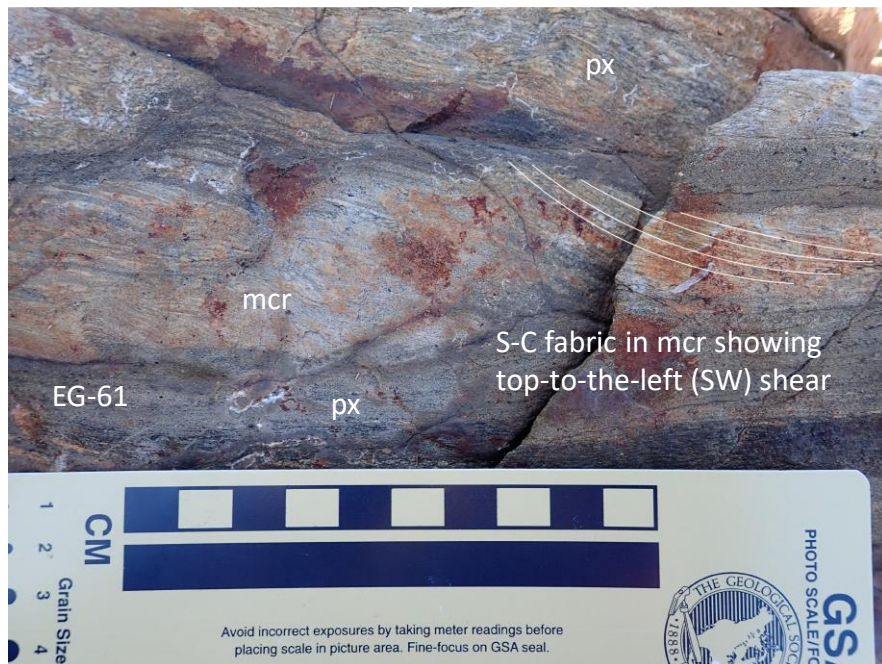 px
mcr
S-C fabric in mcr showing
top-to-the-left (SW) shear
EG-61
px
CM
1
2
3
4
Grain Size
Avoid incorrect exposures by taking meter readings before
placing scale in picture area. Fine-focus on GSA seal.
THE GEOLOGICAL SOC
1888
PHOTO SCALE/FO
GS